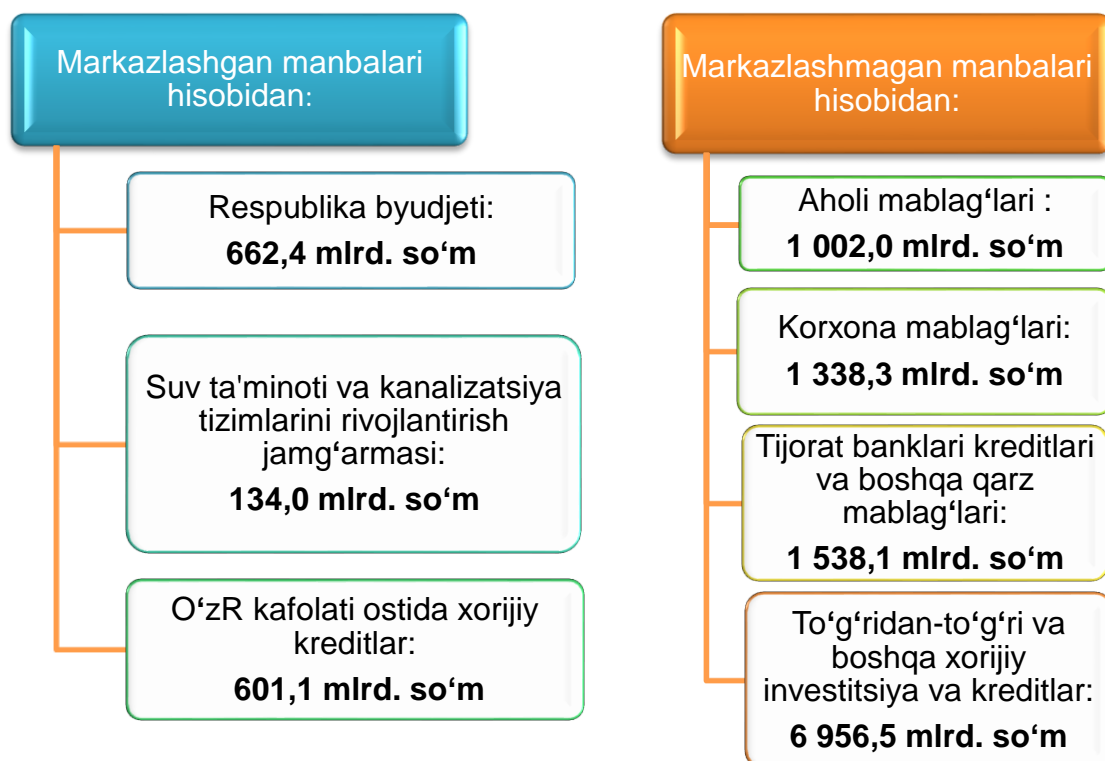 Markazlashgan manbalari
hisobidan:
Respublika byudjeti:
662,4 mlrd. so‘m
Suv ta'minoti va kanalizatsiya
tizimlarini rivojlantirish
jamg‘armasi:
134,0 mlrd. so‘m
O‘zR kafolati ostida xorijiy
kreditlar:
601,1 mlrd. so‘m
Markazlashmagan manbalari
hisobidan:
Aholi mablag‘lari :
1 002,0 mlrd. so‘m
Korxona mablag‘lari:
1 338,3 mlrd. so‘m
Tijorat banklari kreditlari
va boshqa qarz
mablag‘lari:
1 538,1 mlrd. so‘m
To‘g‘ridan-to‘g‘ri va
boshqa xorijiy
investitsiya va kreditlar:
6 956,5 mlrd. so‘m